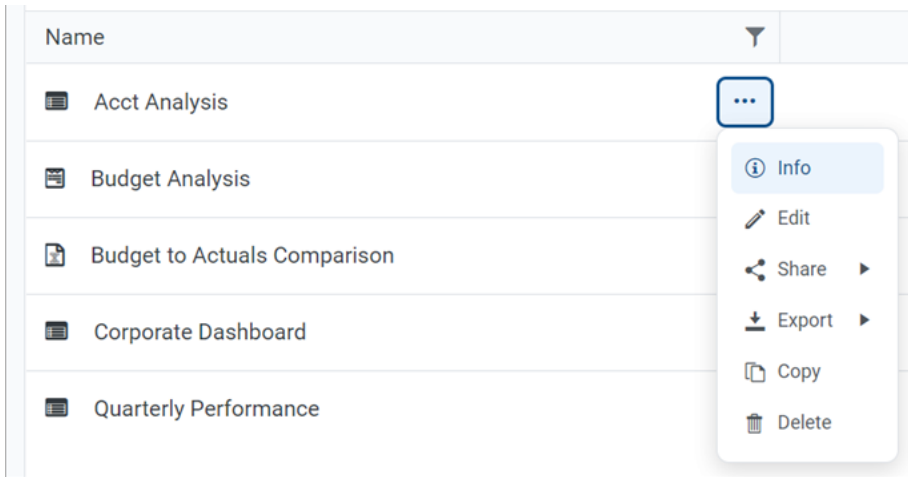 Name
Acct Analysis
Info
Budget Analysis
Edit
Budget to Actuals Comparison
Share
Export
Corporate Dashboard
Copy
Quarterly Performance
Delete